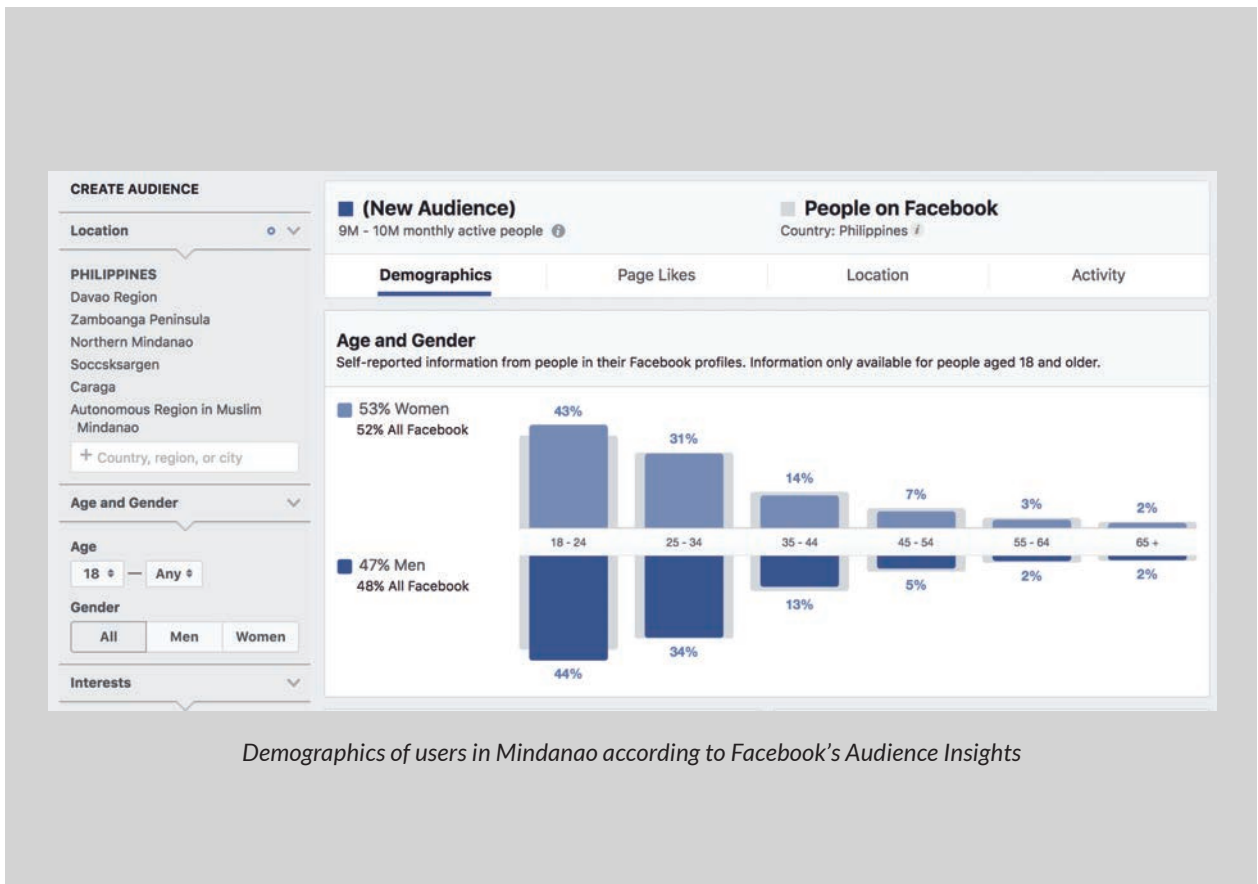 CREATE AUDIENCE
Location
PHILIPPINES
Davao Region
Zamboanga Peninsula
Northern Mindanao
Soccsksargen
Caraga
Autonomous Region in Muslim
Mindanao
+ Country, region, or city
Age and Gender
Age
18 — Any
Gender
All Men Women
Interests
(New Audience)
9M - 10M monthly active people i
People on Facebook
Country: Philippines i
Demographics Page Likes Location Activity
Age and Gender
Self-reported information from people in their Facebook profiles. Information only available for people aged 18 and older.
53% Women
52% All Facebook
43%
31%
14%
7%
3%
2%
18 - 24
25 - 34
35 - 44
45 - 54
55 - 64
65 +
47% Men
48% All Facebook
44%
34%
13%
5%
2%
2%
Demographics of users in Mindanao according to Facebook's Audience Insights